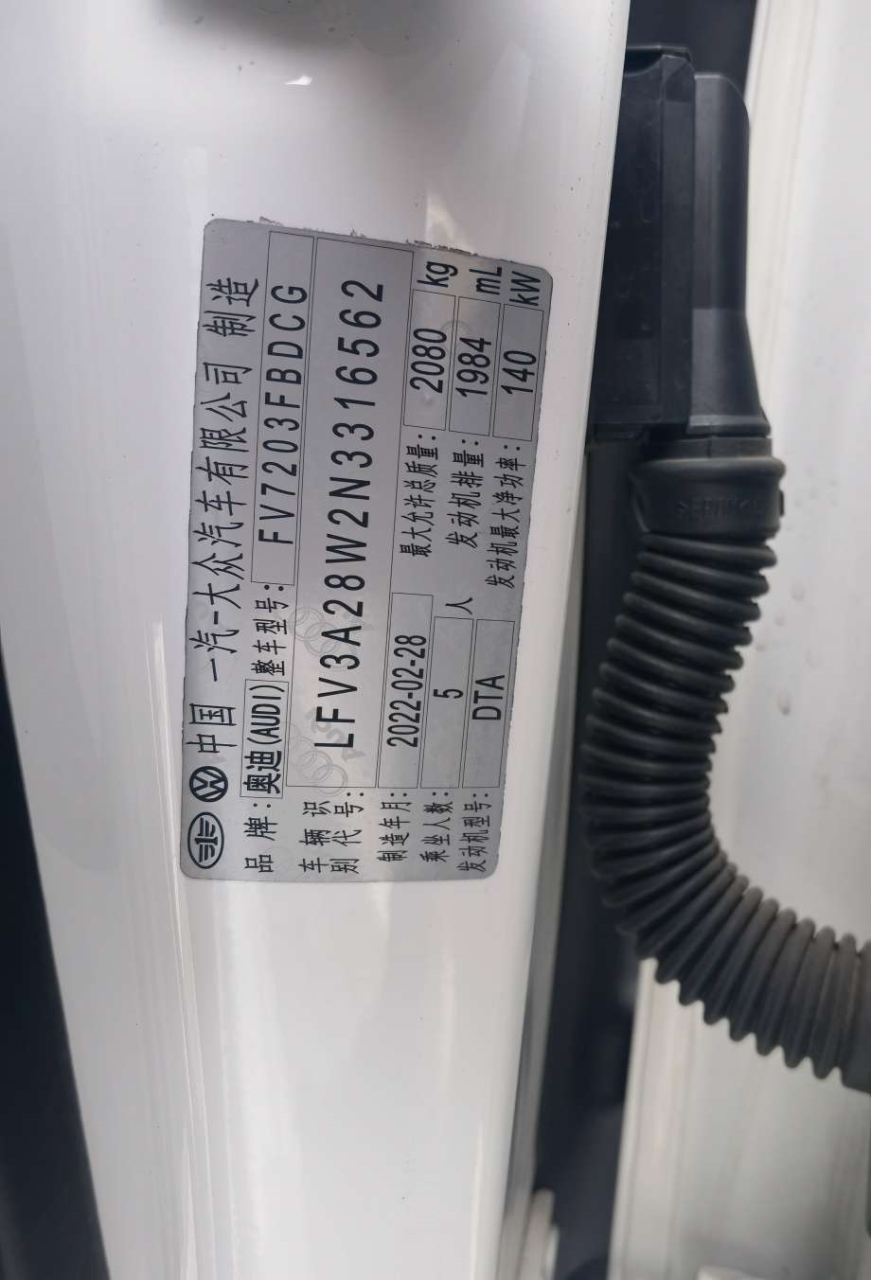 中国 一汽-大众汽车有限公司 制造
品 牌: 奥迪(AUDI) 整车型号: FV7203FBDCG
车辆识别代号: LFV3A28W2N3316562
制造年月: 2022-02-28 最大允许总质量: 2080 kg
乘坐人数: 5 人 发动机排量: 1984 mL
发动机型号: DTA 发动机最大净功率: 140 kW